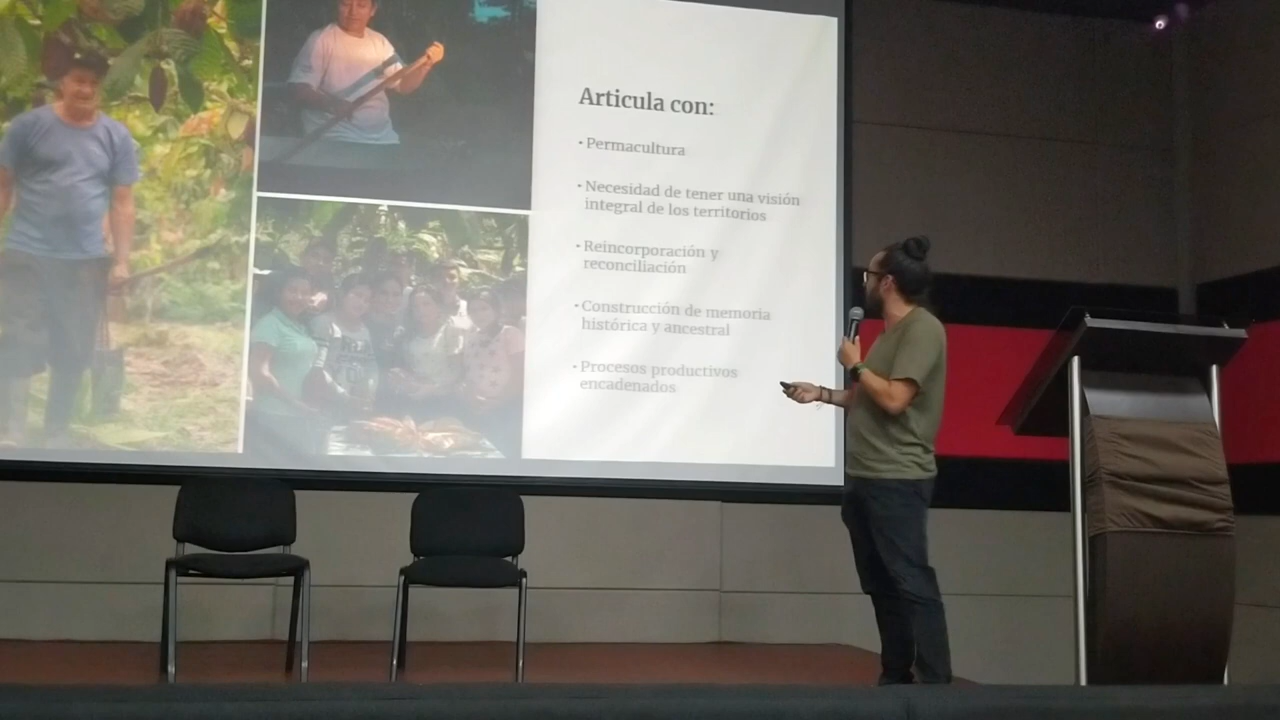 Articula con:
• Permacultura
• Necesidad de tener una visión
integral de los territorios
• Reincorporación y
reconciliación
• Construcción de memoria
histórica y ancestral
• Procesos productivos
encadenados